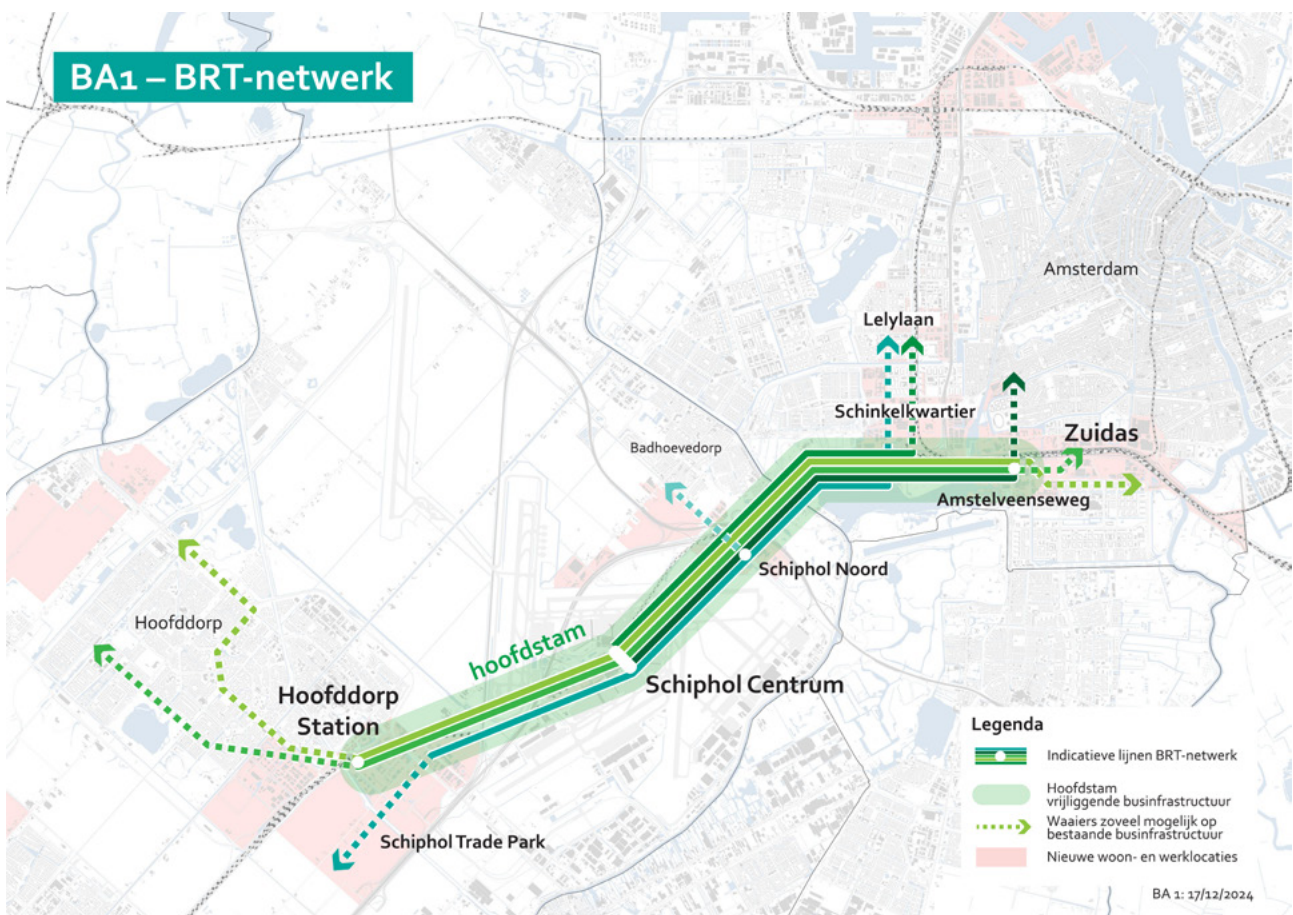 BA1 – BRT-netwerk
Amsterdam
Lelylaan
Schinkelkwartier
Zuidas
Badhoevedorp
Amstelveenseweg
Schiphol Noord
Hoofddorp
hoofdstam
Schiphol Centrum
Hoofddorp
Station
Schiphol Trade Park
Legenda
Indicatieve lijnen BRT-netwerk
Hoofdstam
vrijliggende businfrastructuur
Waaiers zoveel mogelijk op
bestaande businfrastructuur
Nieuwe woon- en werklocaties
BA 1: 17/12/2024